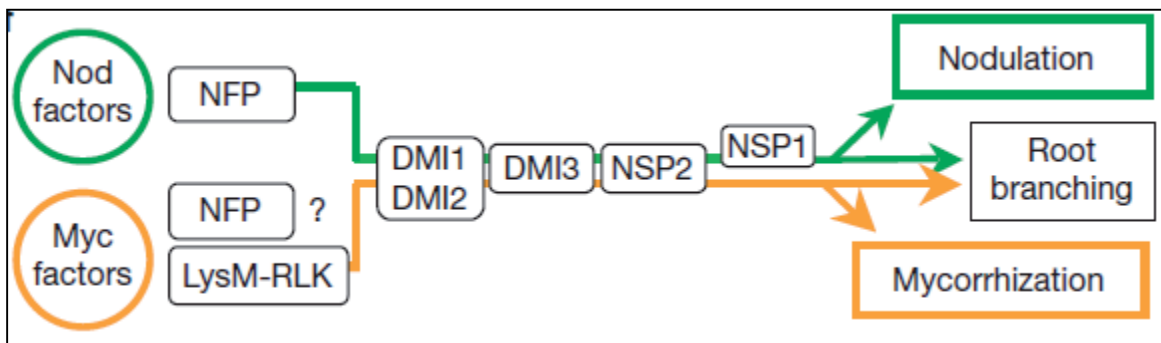 Nod
factors
NFP
Myc
factors
NFP ?
LysM-RLK
DMI1
DMI2
DMI3
NSP2
NSP1
Nodulation
Root
branching
Mycorrhization